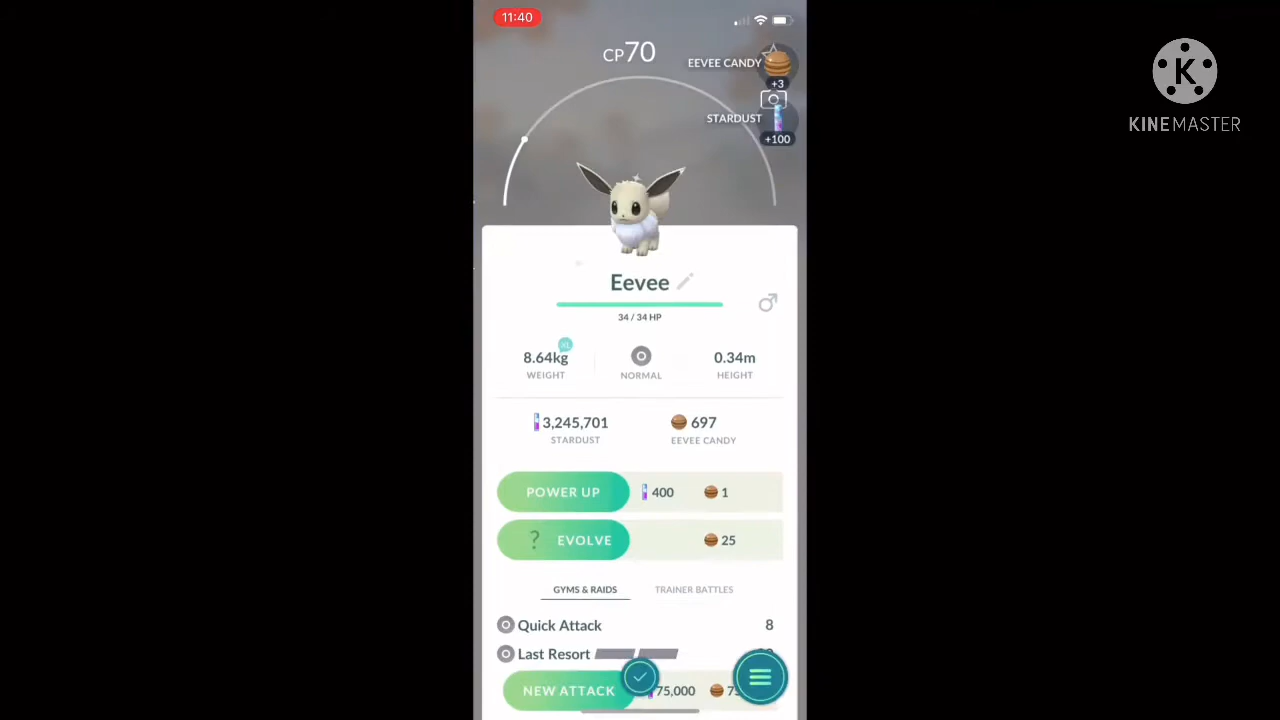 11:40
CP70
EEVEE CANDY
+3
STARDUST
+100
K
KINEMASTER
Eevee
34 / 34 HP
x1
8.64kg
WEIGHT
NORMAL
0.34m
HEIGHT
3,245,701
STARDUST
697
EEVEE CANDY
POWER UP 400 1
? EVOLVE 25
GYMS & RAIDS TRAINER BATTLES
Quick Attack 8
Last Resort
NEW ATTACK 75,000